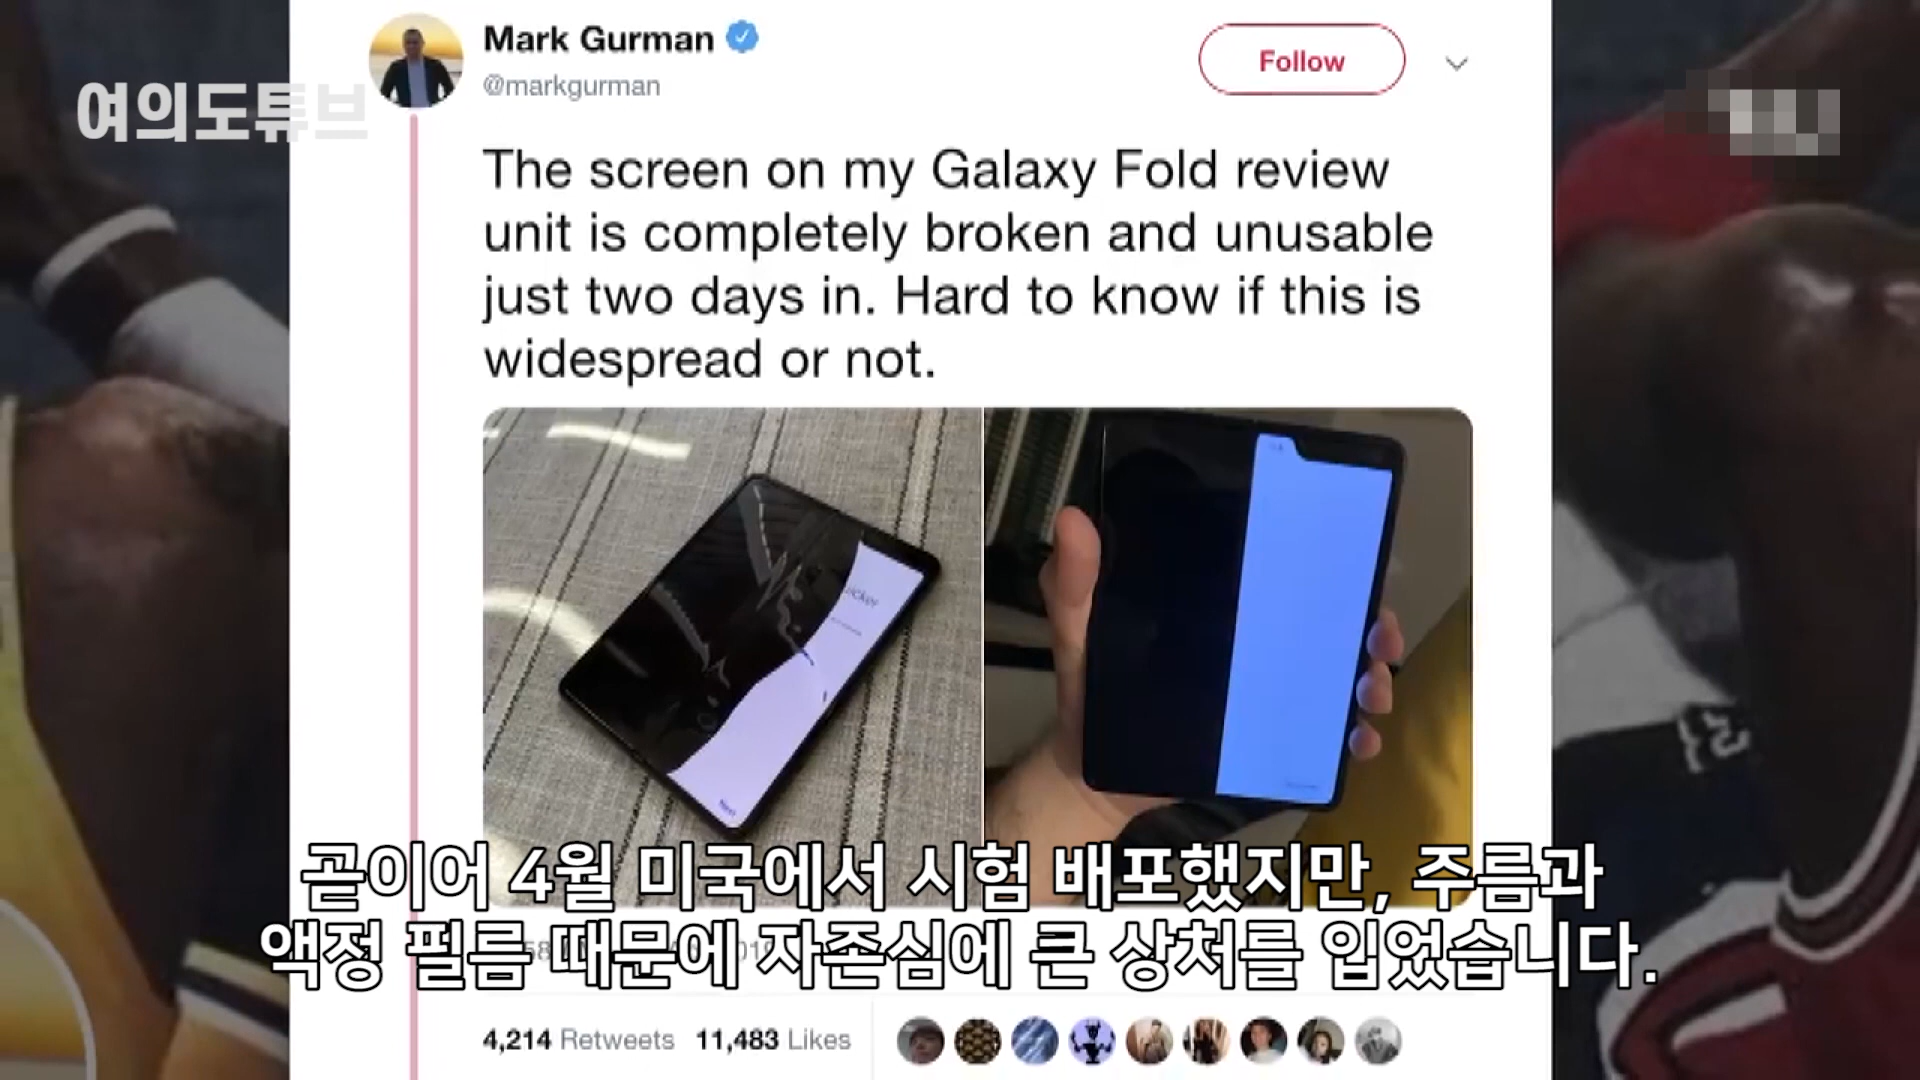 Mark Gurman
@markgurman
Follow
여의도튜브
The screen on my Galaxy Fold review
unit is completely broken and unusable
just two days in. Hard to know if this is
widespread or not.
Next
곧이어 4월 미국에서 시험 배포했지만, 주름과
액정 필름 때문에 자존심에 큰 상처를 입었습니다.
4,214 Retweets 11,483 Likes